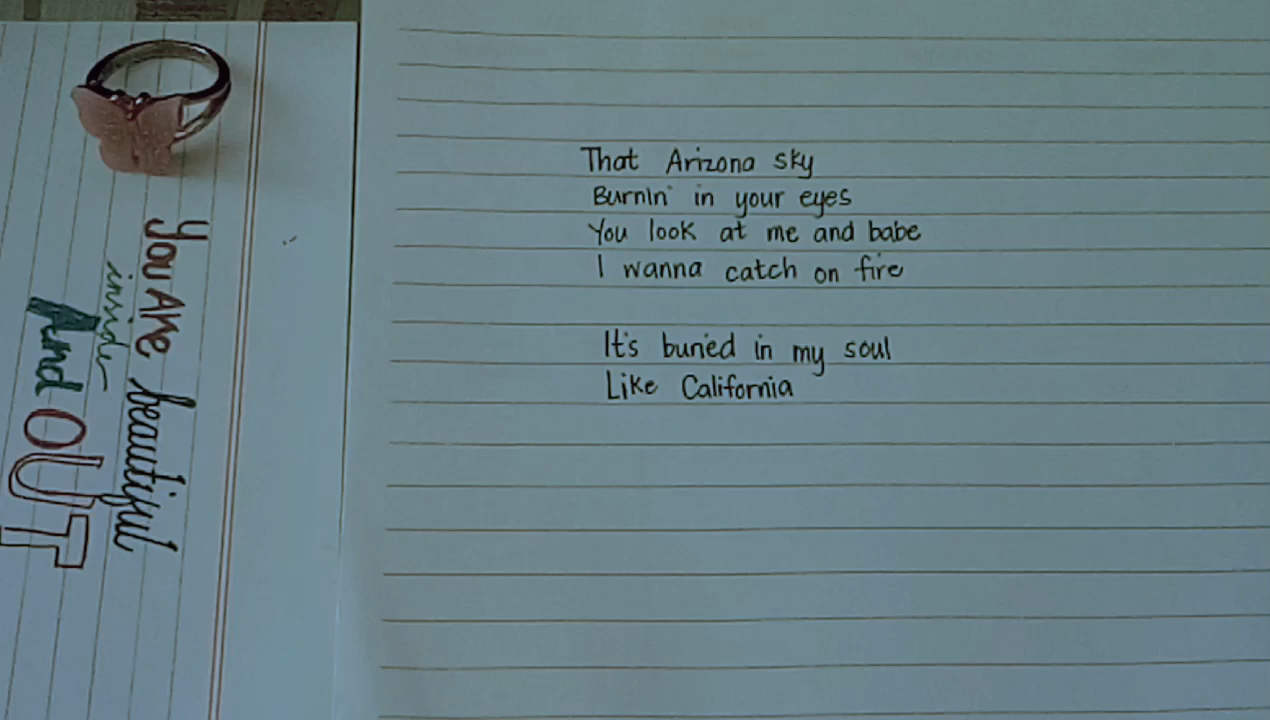 You Are beautiful
inside
And OUT
That Arizona sky
Burnin' in your eyes
You look at me and babe
I wanna catch on fire
It's buried in my soul
Like California